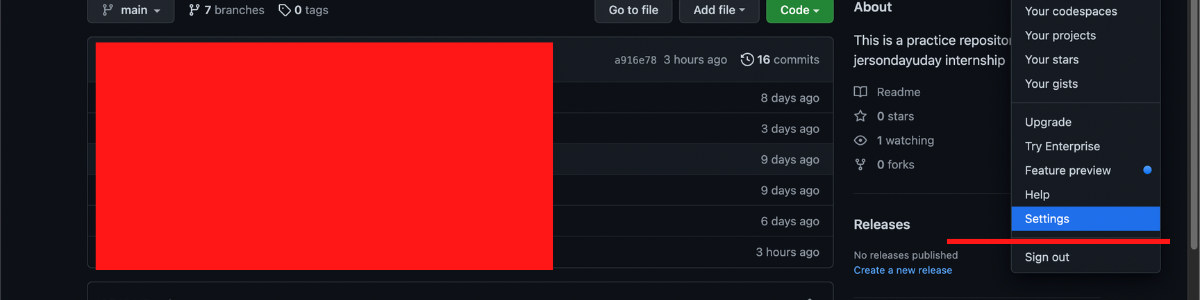 main
7 branches
0 tags
Go to file
Add file
Code
a916e78 3 hours ago
16 commits
8 days ago
3 days ago
9 days ago
9 days ago
6 days ago
3 hours ago
About
This is a practice
jersondayuday internship
Readme
0 stars
1 watching
0 forks
Releases
No releases published
Create a new release
Your codespaces
Your projects
Your stars
Your gists
Upgrade
Try Enterprise
Feature preview
Help
Settings
Sign out